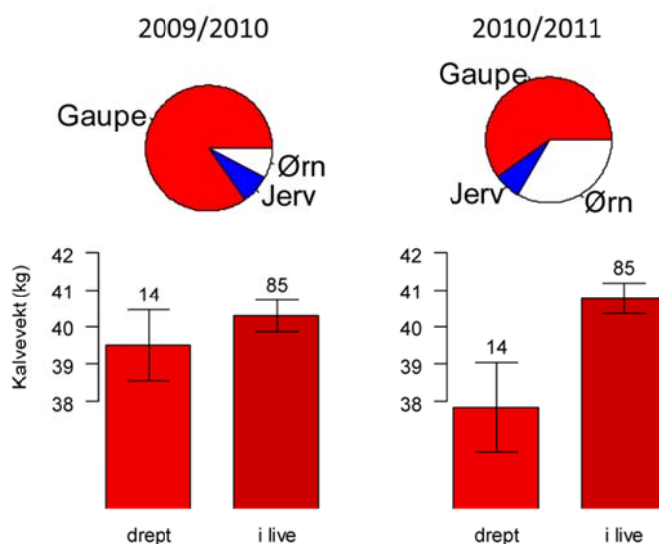 2009/2010
Gaupe
Ørn
Jerv
2010/2011
Gaupe
Jerv
Ørn
Kalvevekt (kg)
42
41
40
39
38
14
85
drept
i live
42
41
40
39
38
14
85
drept
i live